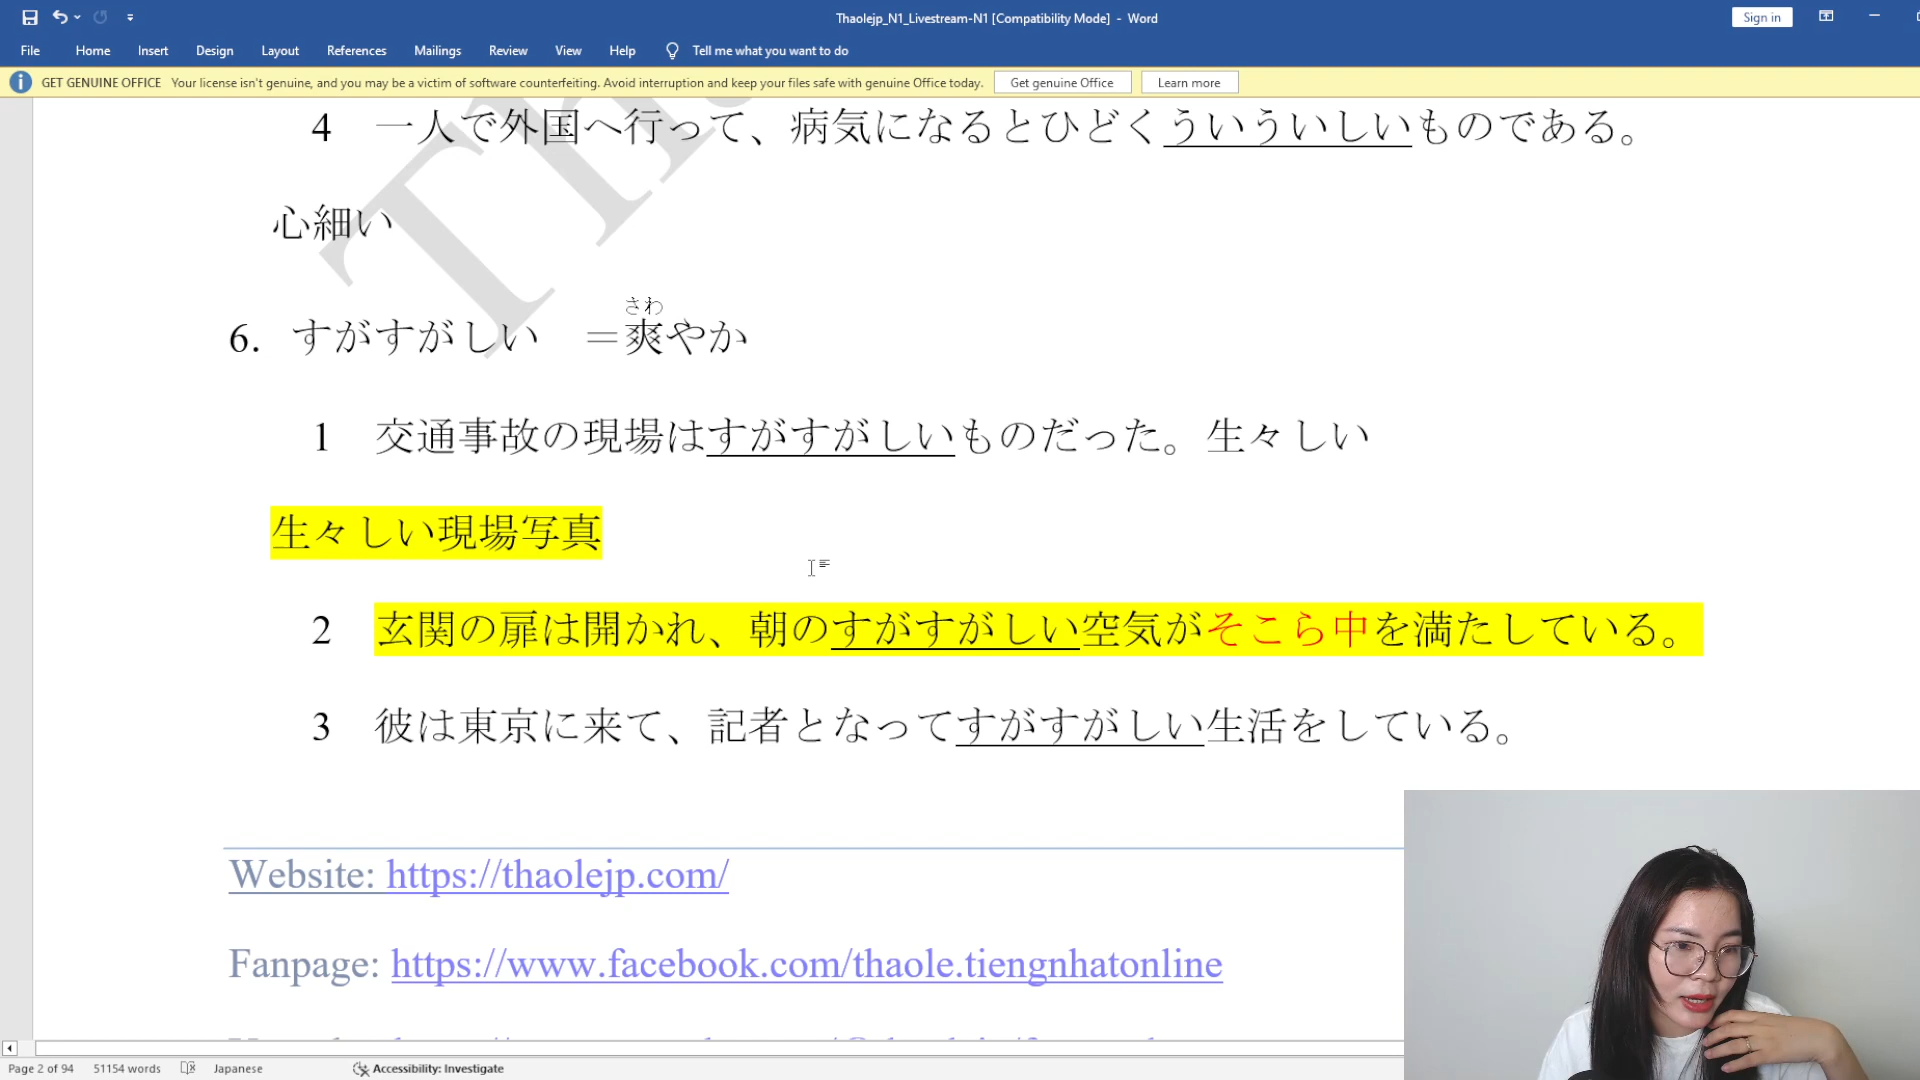 Thaolejp_N1_Livestream-N1 [Compatibility Mode] - Word
Sign in
File Home Insert Design Layout References Mailings Review View Help Tell me what you want to do
GET GENUINE OFFICE Your license isn't genuine, and you may be a victim of software counterfeiting. Avoid interruption and keep your files safe with genuine Office today. Get genuine Office Learn more
4 一人で外国へ行って、病気になるとひどくういういしいものである。
心細い
さわ
6. すがすがしい ＝爽やか
1 交通事故の現場はすがすがしいものだった。生々しい
生々しい現場写真
2 玄関の扉は開かれ、朝のすがすがしい空気がそこら中を満たしている。
3 彼は東京に来て、記者となってすがすがしい生活をしている。
Website: https://thaolejp.com/
Fanpage: https://www.facebook.com/thaole.tiengnhatonline
Page 2 of 94 51154 words Japanese Accessibility: Investigate